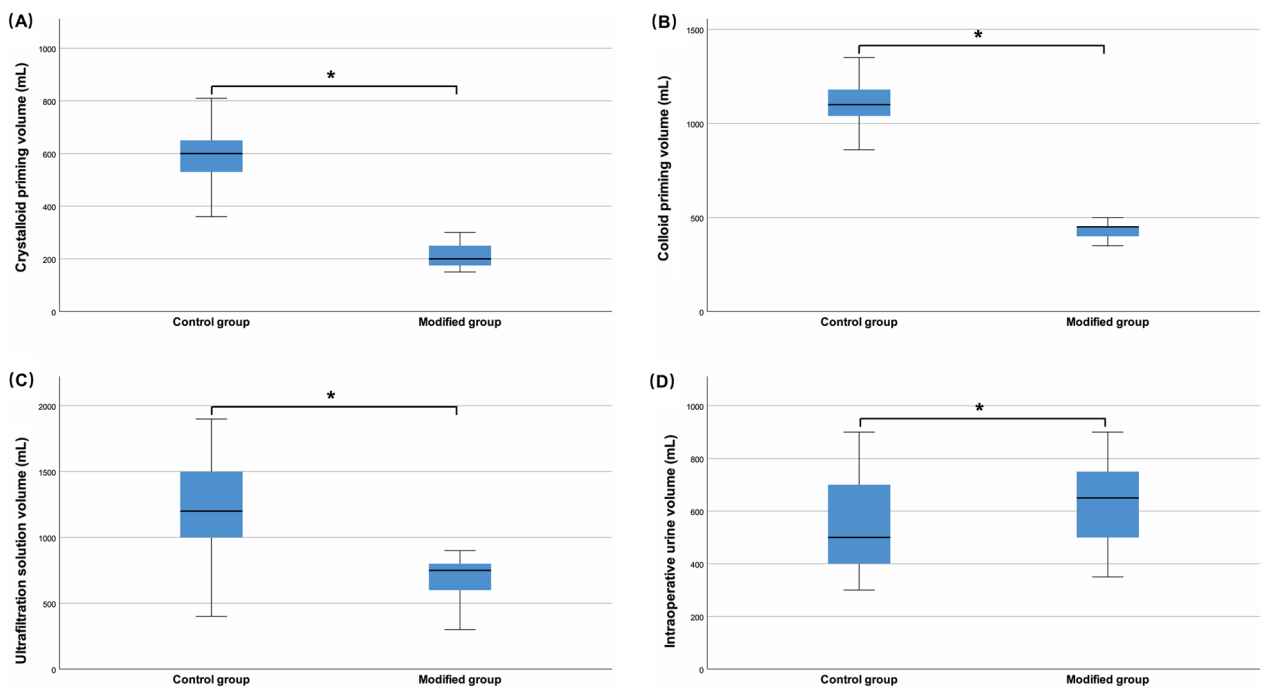 (A)
Crystalloid priming volume (mL)
1000
800
600
400
200
0
*
Control group
Modified group
(B)
Colloid priming volume (mL)
1500
1000
500
0
*
Control group
Modified group
(C)
Ultrafiltration solution volume (mL)
2000
1500
1000
500
0
*
Control group
Modified group
(D)
Intraoperative urine volume (mL)
1000
800
600
400
200
0
*
Control group
Modified group